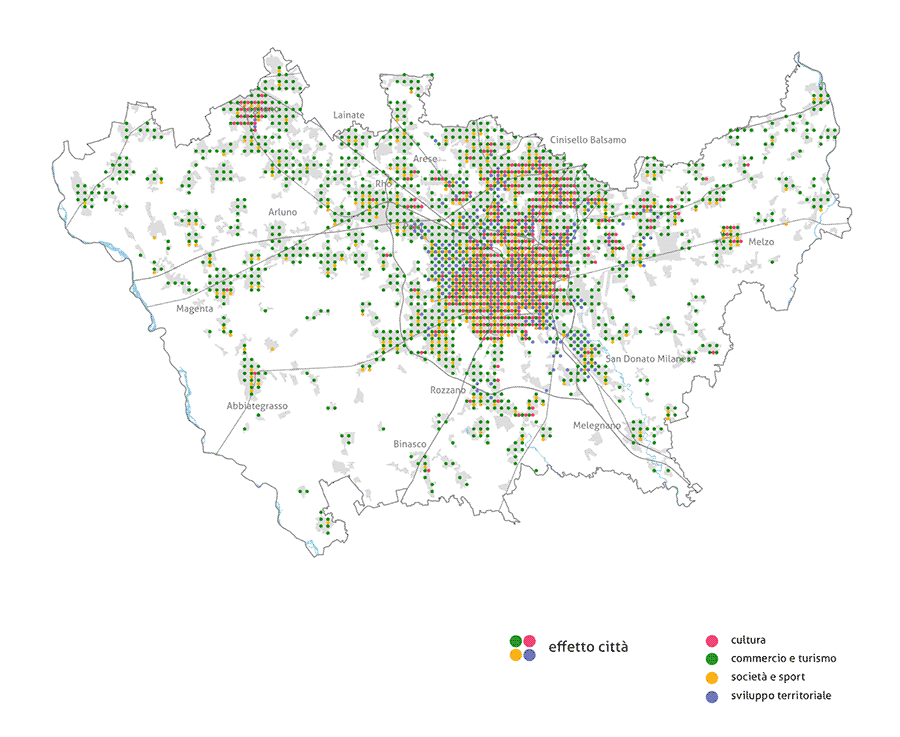 Lainate
Cinisello Balsamo
Arese
Rho
Arluno
Melzo
Magenta
San Donato Milanese
Rozzano
Abbiategrasso
Melegnano
Binasco
effetto città
cultura
commercio e turismo
società e sport
sviluppo territoriale